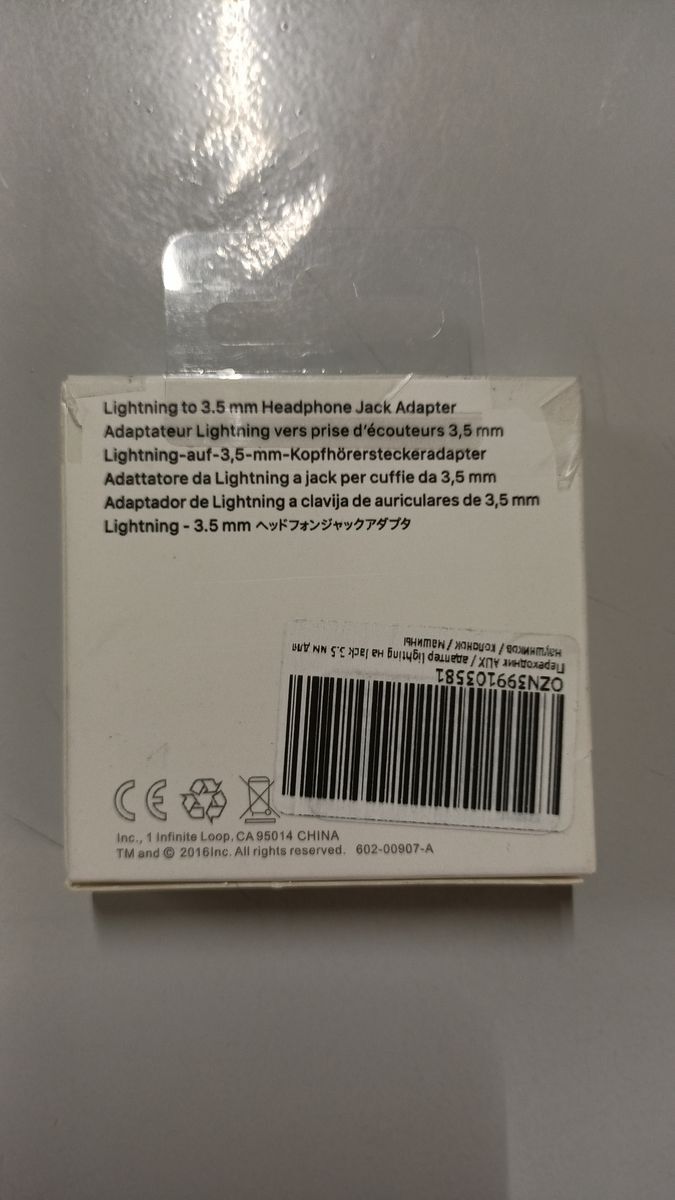 Lightning to 3.5 mm Headphone Jack Adapter
Adaptateur Lightning vers prise d'écouteurs 3,5 mm
Lightning-auf-3,5-mm-Kopfhörersteckeradapter
Adattatore da Lightning a jack per cuffie da 3,5 mm
Adaptador de Lightning a clavija de auriculares de 3,5 mm
Lightning - 3.5 mm ヘッドフォンジャックアダプタ
OZN399103581
Переходник AUX / адаптер lighting на Jack 3.5 мм для
наушников / колонок / машины
CE
Inc., 1 Infinite Loop, CA 95014 CHINA
TM and © 2016Inc. All rights reserved. 602-00907-A